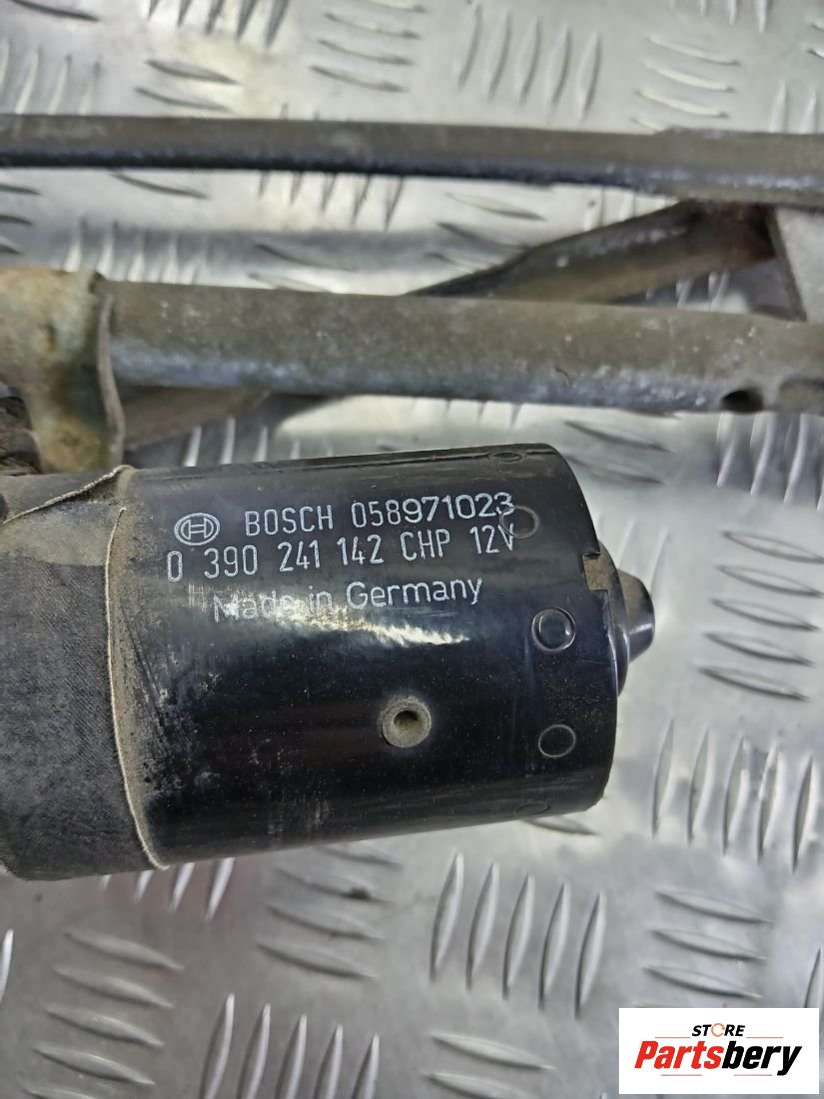 BOSCH 058971023
0 390 241 142 CHP 12V
Made in Germany
STORE
Partsbery